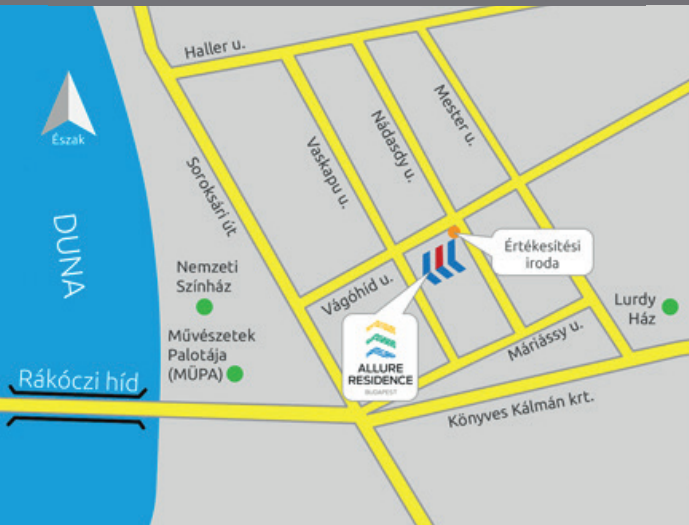 Haller u.
Észak
Mester u.
Nádasdy u.
Vaskapu u.
Soroksári út
DUNA
Értékesítési
iroda
Nemzeti
Színház
Vágóhíd u.
Lurdy
Ház
Művészetek
Palotája
(MÜPA)
Máriássy u.
ALLURE
RESIDENCE
BUDAPEST
Rákóczi híd
Könyves Kálmán krt.